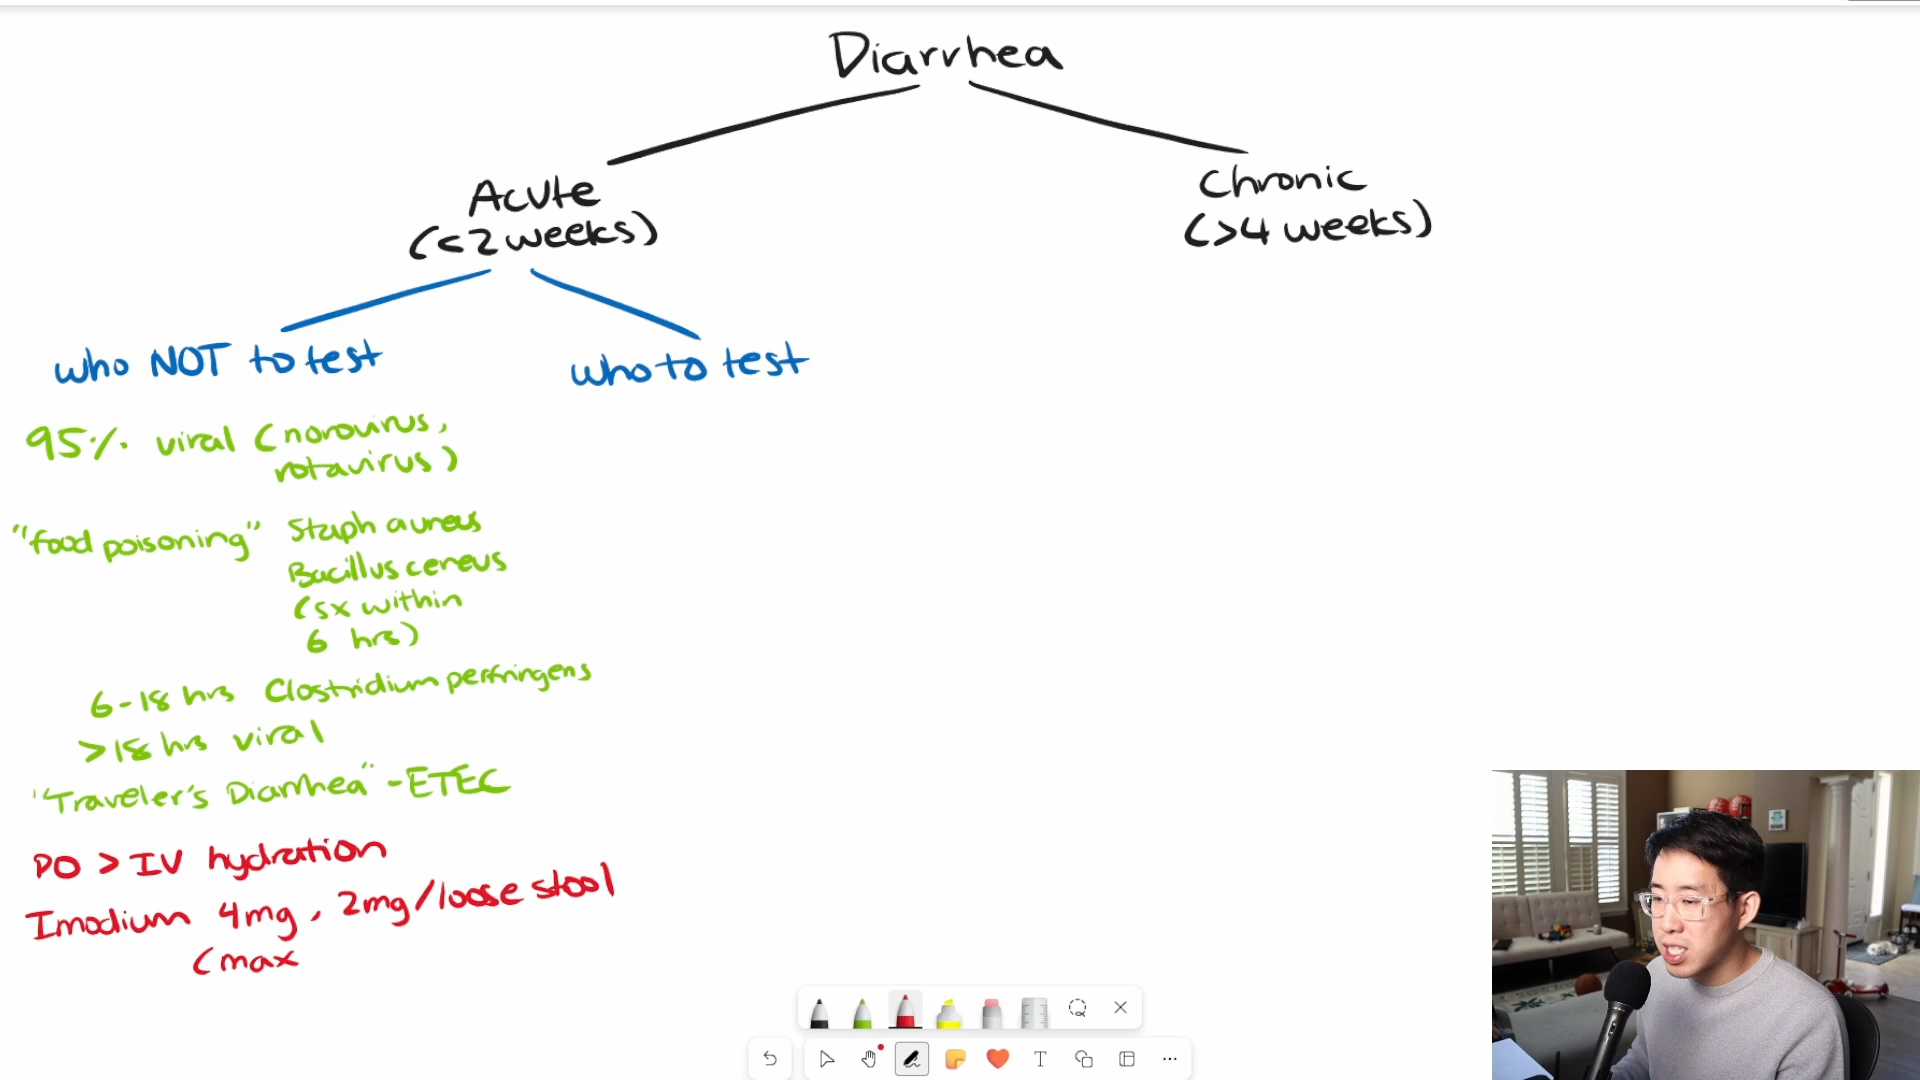 Diarrhea
Acute
(<2 weeks)
Chronic
(>4 weeks)
who NOT to test
who to test
95% viral (norovirus,
rotavirus)
"food poisoning" Staph aureus
Bacillus cereus
(sx within
6 hrs)
6-18 hrs Clostridium perfringens
>18 hrs viral
"Traveler's Diarrhea" - ETEC
PO > IV hydration
Imodium 4mg, 2mg/loose stool
(max
T